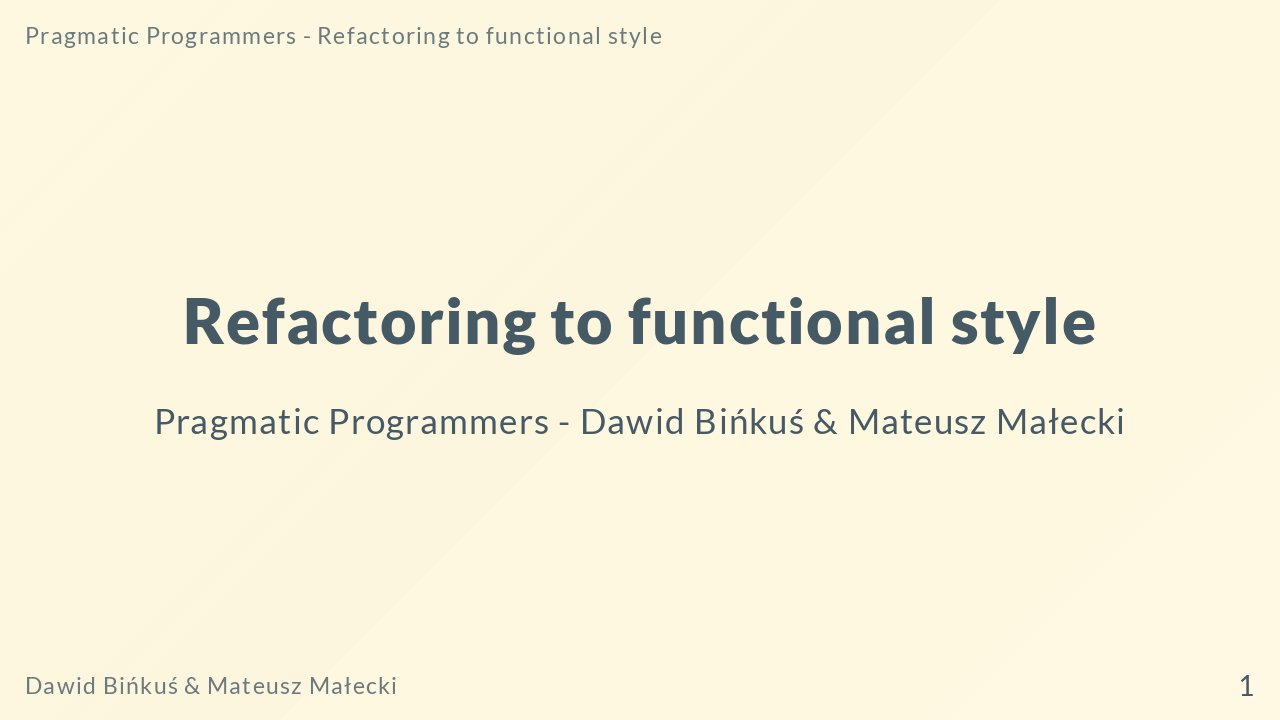 Pragmatic Programmers - Refactoring to functional style
Refactoring to functional style
Pragmatic Programmers - Dawid Bińkuś & Mateusz Małecki
Dawid Bińkuś & Mateusz Małecki
1